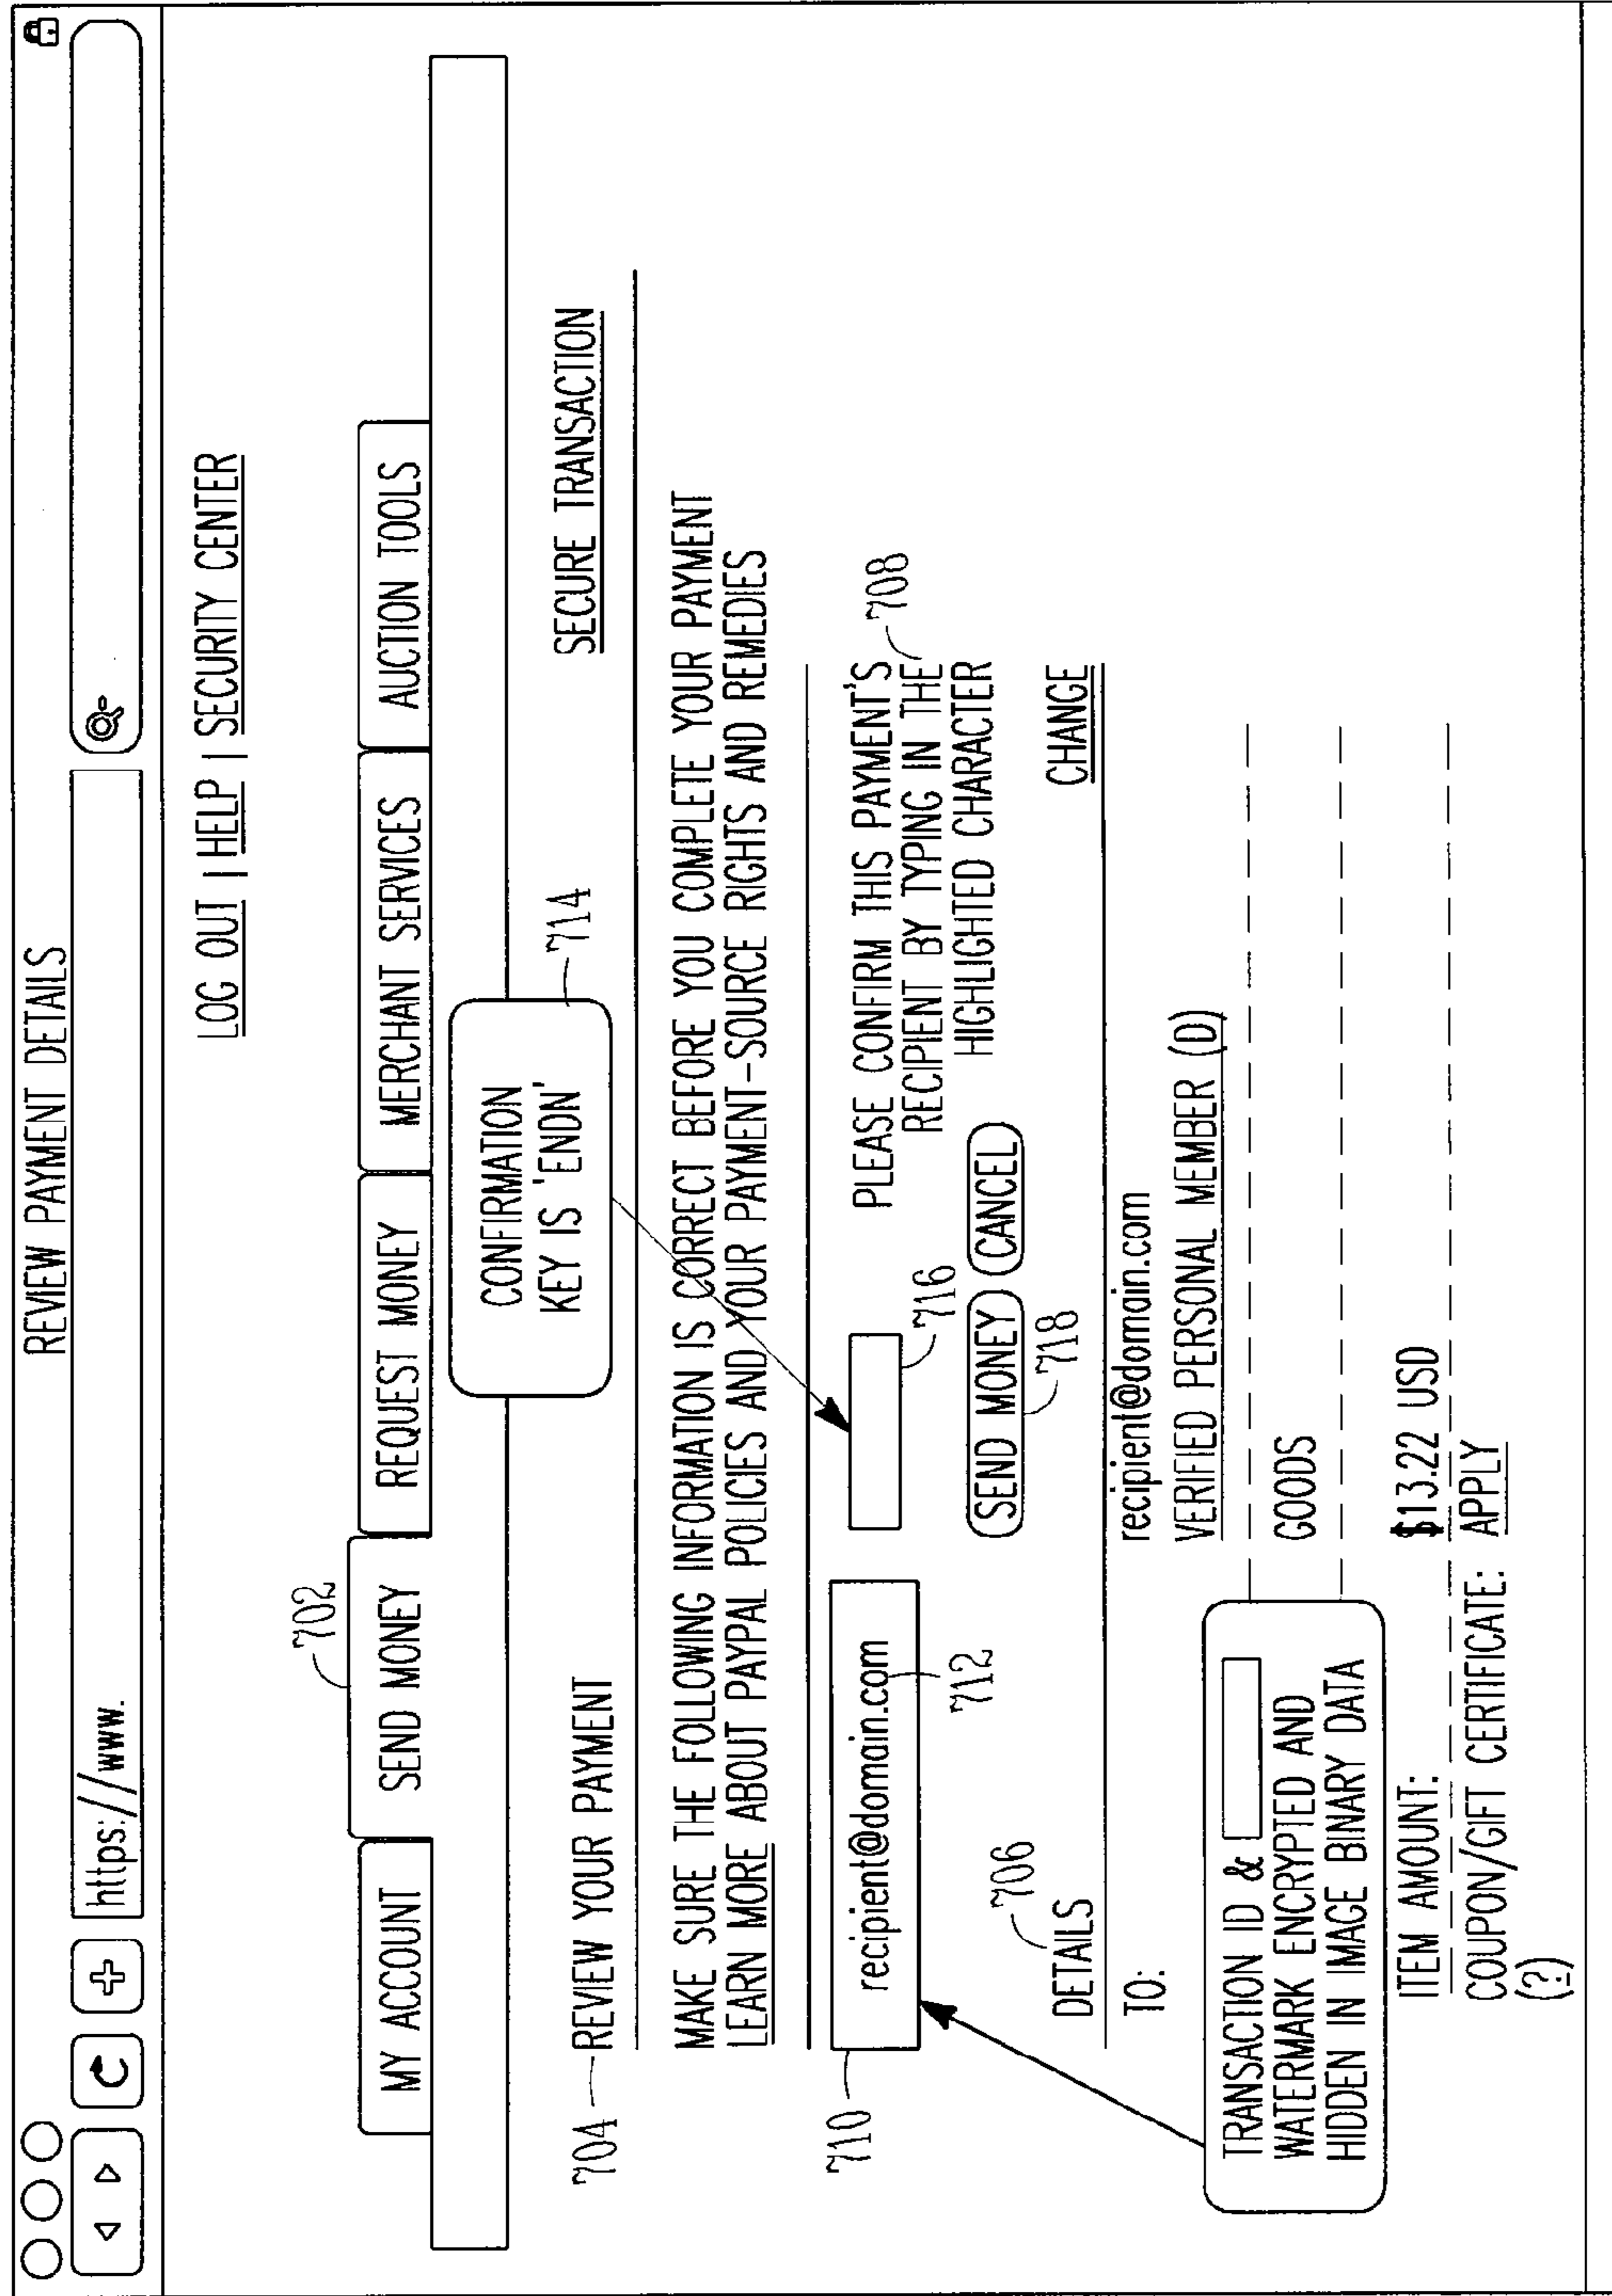 REVIEW PAYMENT DETAILS
https://www.
LOG OUT | HELP | SECURITY CENTER
702
MY ACCOUNT
SEND MONEY
REQUEST MONEY
MERCHANT SERVICES
AUCTION TOOLS
CONFIRMATION
KEY IS 'ENDN'
714
704
REVIEW YOUR PAYMENT
SECURE TRANSACTION
MAKE SURE THE FOLLOWING INFORMATION IS CORRECT BEFORE YOU COMPLETE YOUR PAYMENT
LEARN MORE ABOUT PAYPAL POLICIES AND YOUR PAYMENT-SOURCE RIGHTS AND REMEDIES
710
recipient@domain.com
712
716
PLEASE CONFIRM THIS PAYMENT'S
RECIPIENT BY TYPING IN THE
HIGHLIGHTED CHARACTER
708
SEND MONEY
CANCEL
718
706
DETAILS
CHANGE
TO:
recipient@domain.com
VERIFIED PERSONAL MEMBER (D)
TRANSACTION ID &
WATERMARK ENCRYPTED AND
HIDDEN IN IMAGE BINARY DATA
GOODS
ITEM AMOUNT:
$13.22 USD
COUPON/GIFT CERTIFICATE:
APPLY
(?)